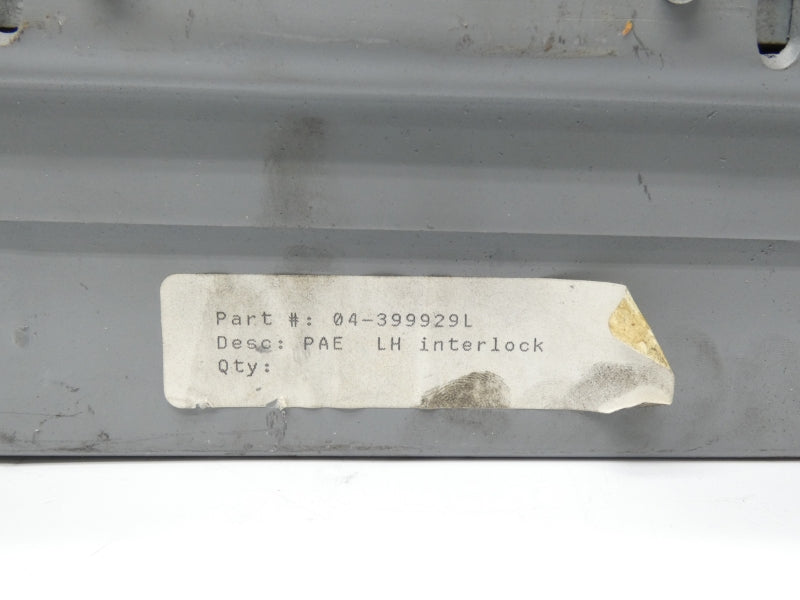 Part #: 04-399929L
Desc: PAE LH interlock
Qty: